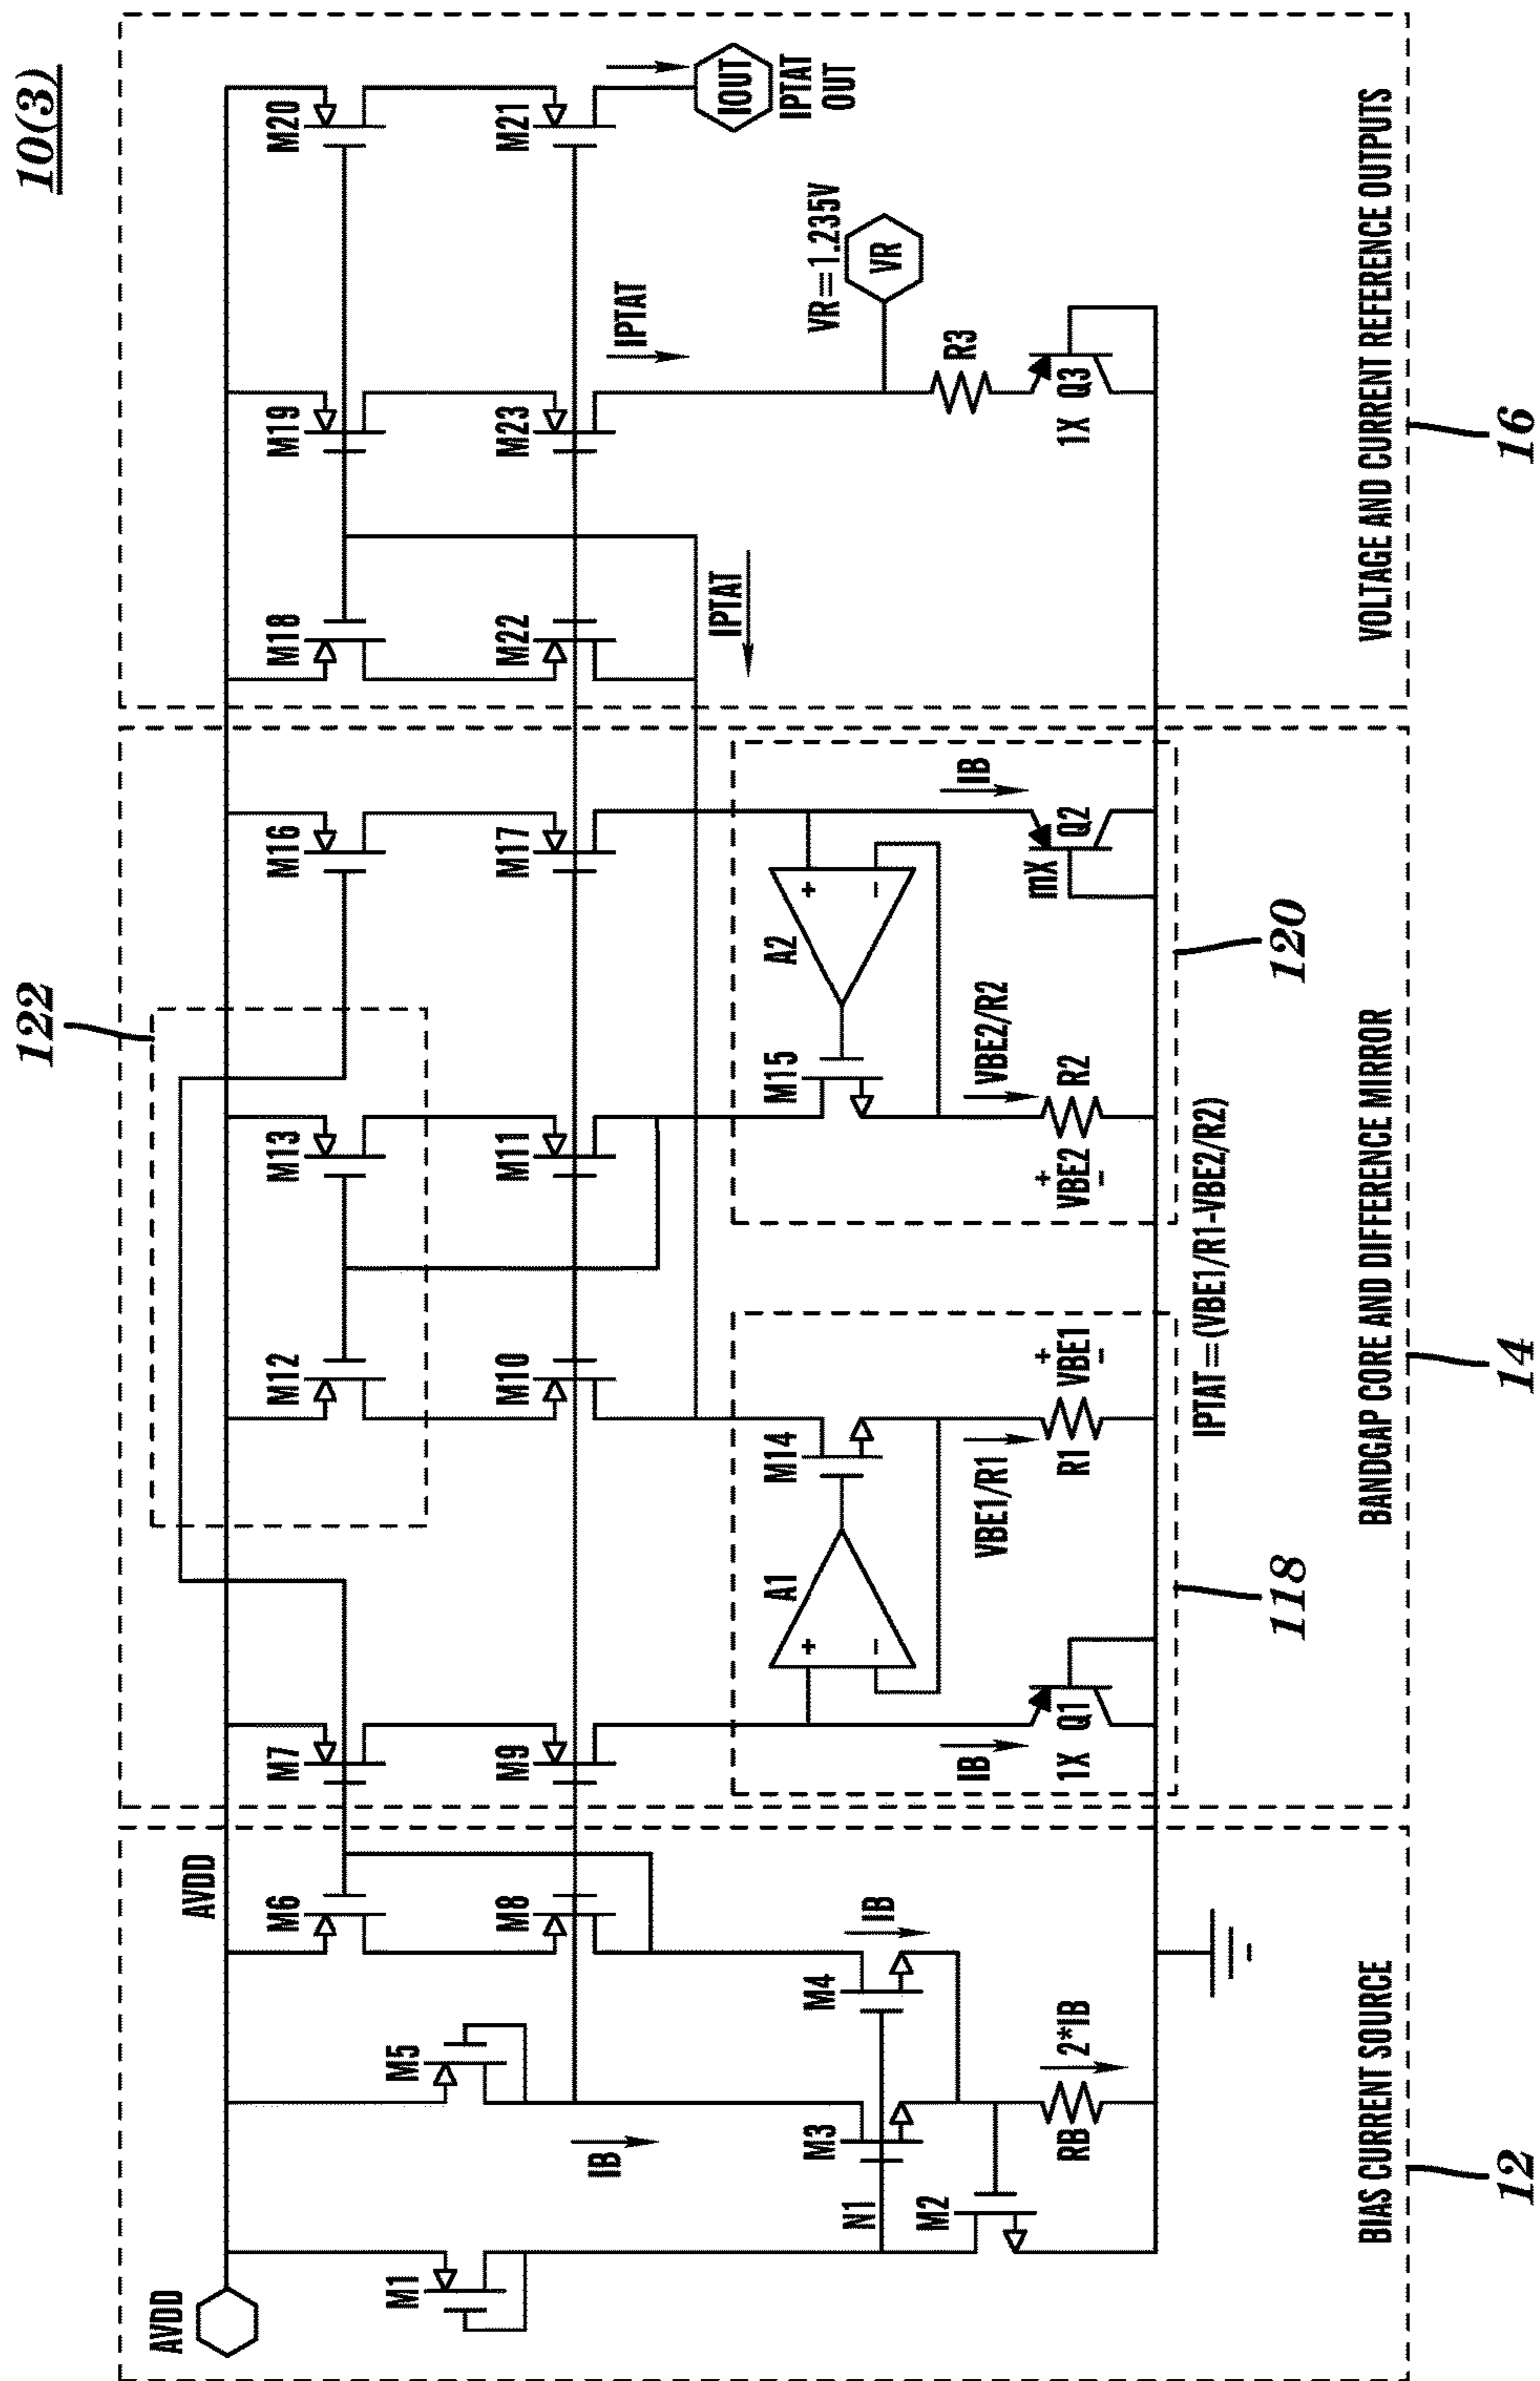 10(3)
122
AVDD
AVDD
M1
M5
M6
M7
M12
M13
M16
M18
M19
M20
M8
M9
M10
M11
M17
M22
M23
M21
IOUT
IPTAT
OUT
IPTAT
IPTAT
VR=1.235V
VR
IB
N1
M3
M4
IB
M2
RB
2*IB
A1
+
−
M14
VBE1/R1
R1
+
VBE1
−
IB
1X
Q1
M15
A2
+
−
VBE2/R2
+
VBE2
−
R2
IB
mX
Q2
R3
1X
Q3
IPTAT=(VBE1/R1-VBE2/R2)
118
120
BIAS CURRENT SOURCE
BANDGAP CORE AND DIFFERENCE MIRROR
VOLTAGE AND CURRENT REFERENCE OUTPUTS
12
14
16